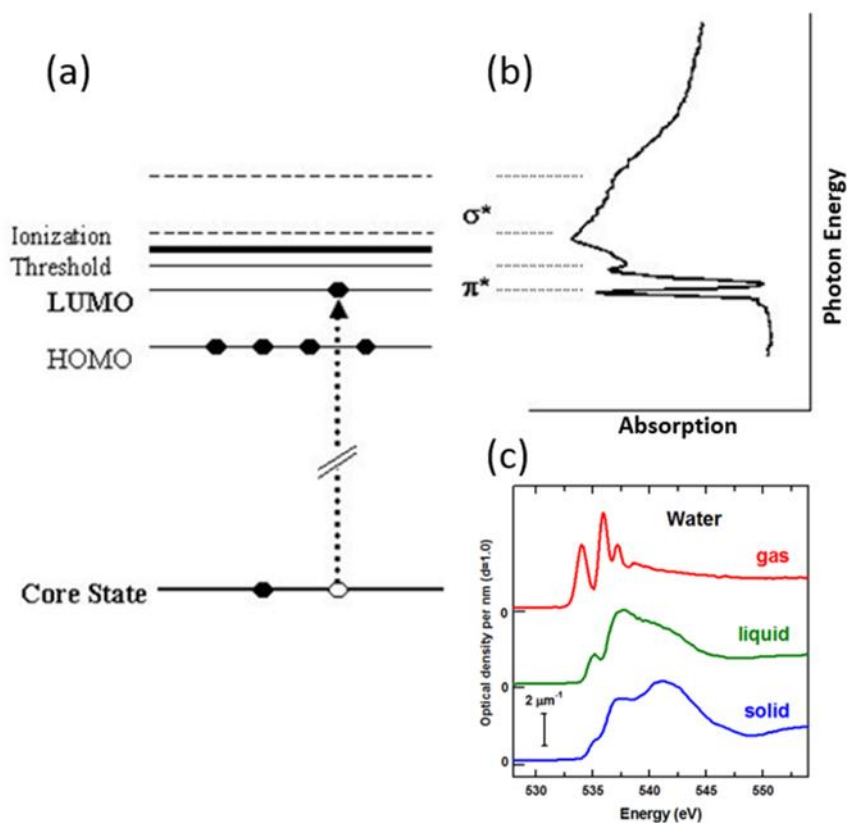 (a)
Ionization
Threshold
LUMO
HOMO
Core State
(b)
σ*
π*
Photon Energy
Absorption
(c)
Water
gas
liquid
solid
0
0
0
2 μm⁻¹
Optical density per nm (d=1.0)
530 535 540 545 550
Energy (eV)